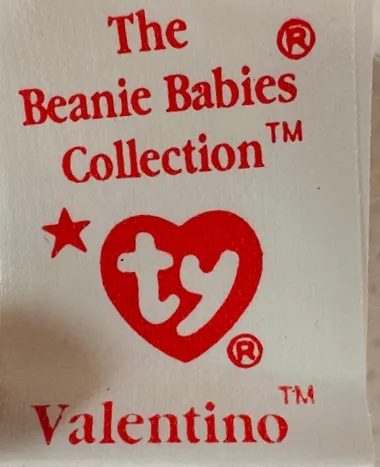 The
Beanie Babies®
Collection™
ty®
Valentino™